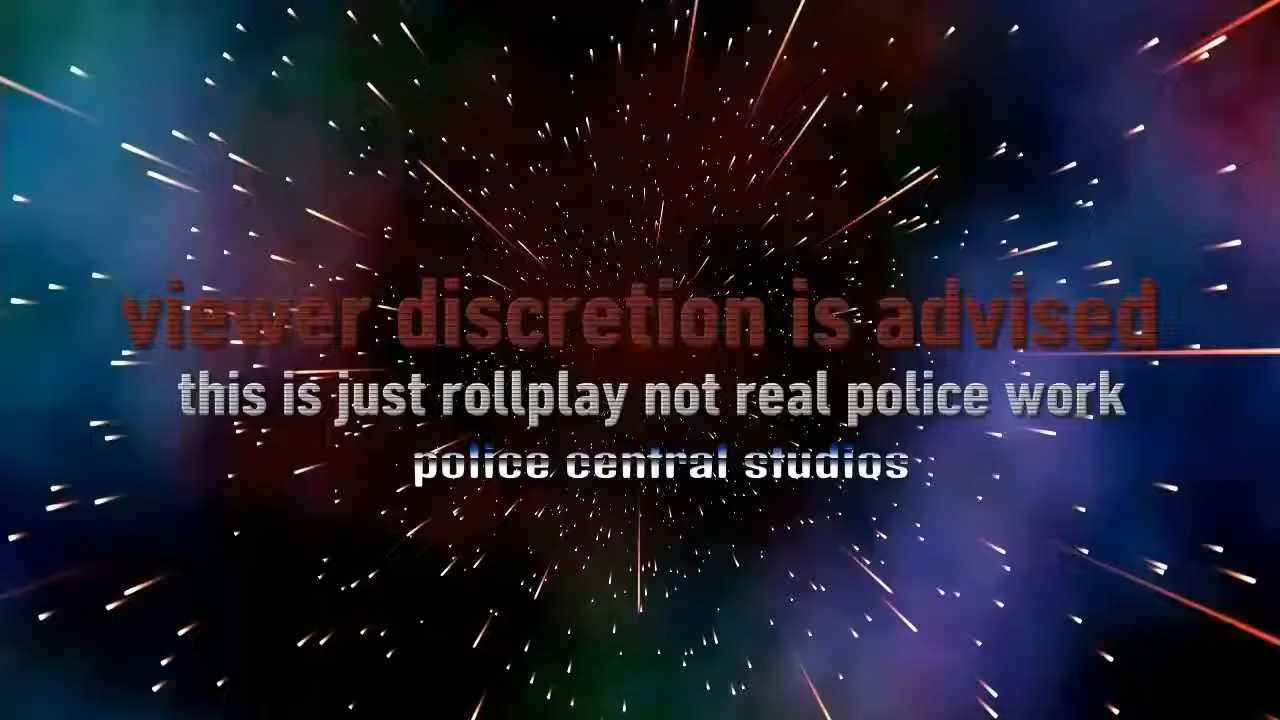 viewer discretion is advised
this is just rollplay not real police work
police central studios